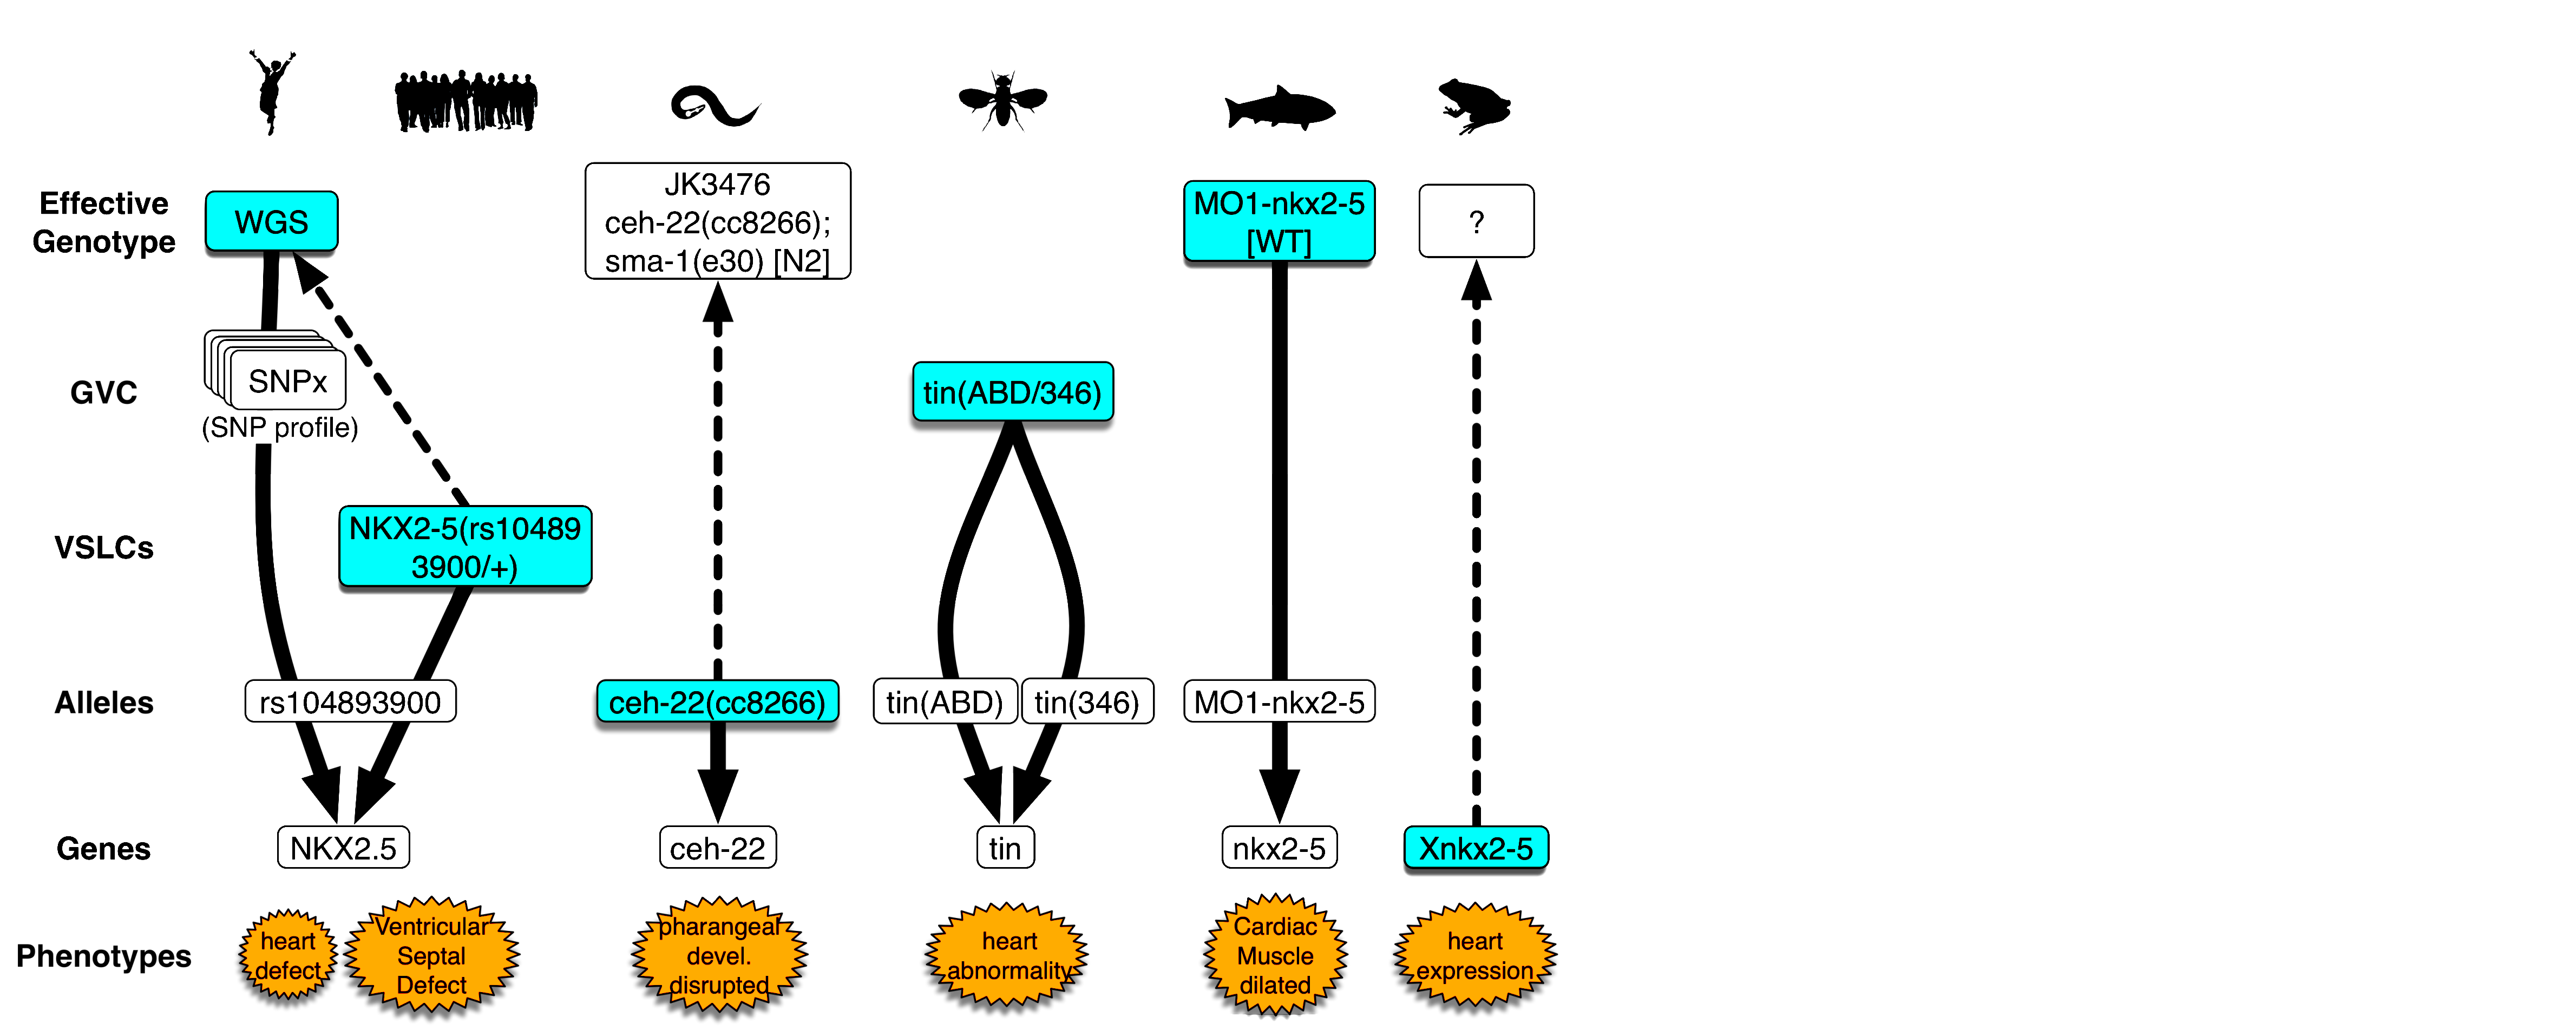 Effective
Genotype
WGS
JK3476
ceh-22(cc8266);
sma-1(e30) [N2]
MO1-nkx2-5
[WT]
?
GVC
SNPx
(SNP profile)
tin(ABD/346)
VSLCs
NKX2-5(rs10489
3900/+)
Alleles
rs104893900
ceh-22(cc8266)
tin(ABD)
tin(346)
MO1-nkx2-5
Genes
NKX2.5
ceh-22
tin
nkx2-5
Xnkx2-5
Phenotypes
heart
defect
Ventricular
Septal
Defect
pharangeal
devel.
disrupted
heart
abnormality
Cardiac
Muscle
dilated
heart
expression